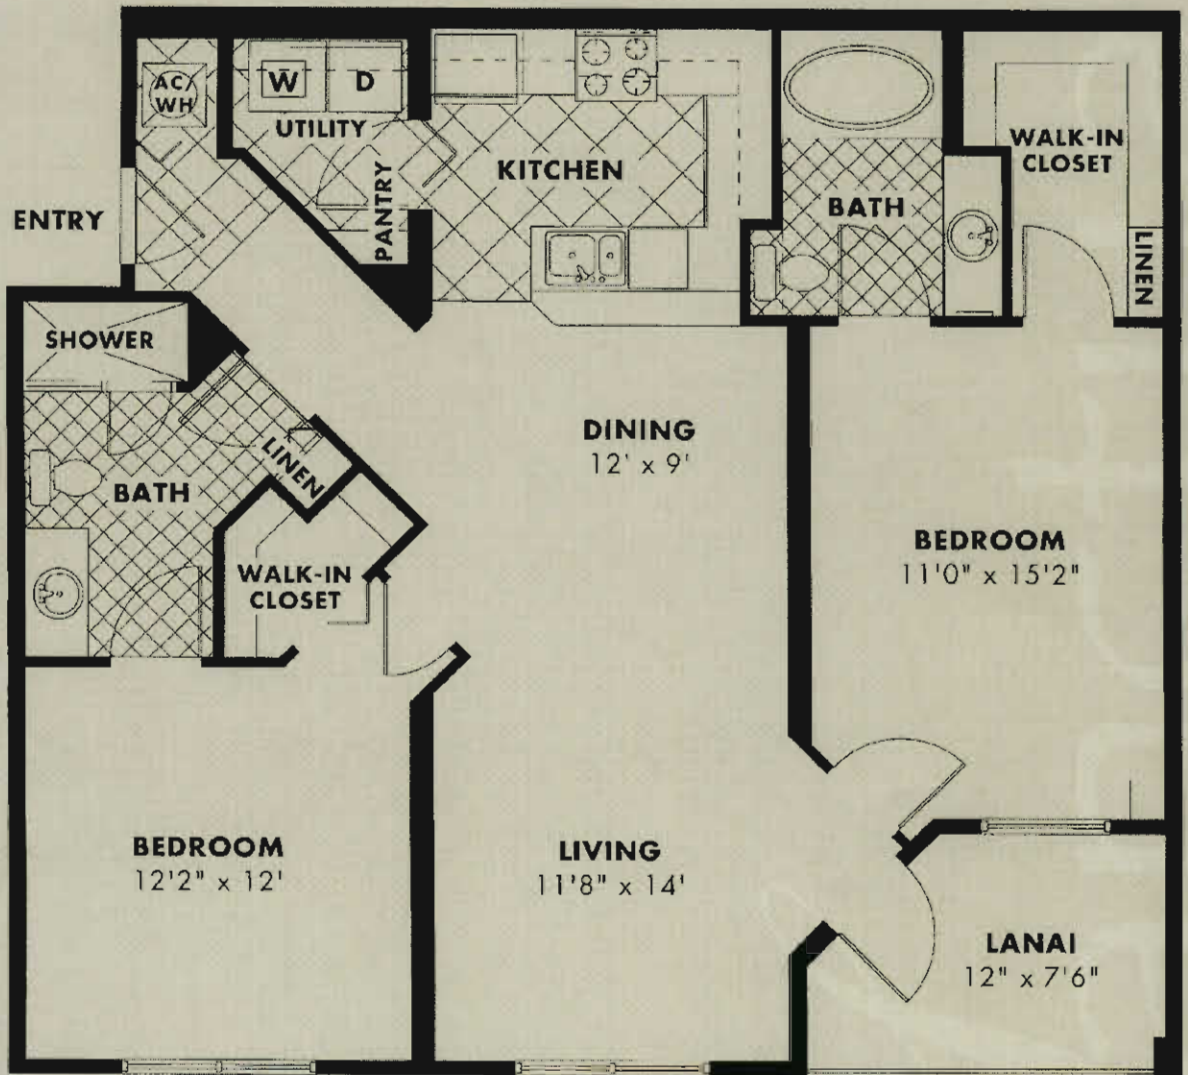 AC/
WH
W
D
UTILITY
PANTRY
KITCHEN
WALK-IN
CLOSET
BATH
LINEN
ENTRY
SHOWER
LINEN
BATH
WALK-IN
CLOSET
DINING
12' x 9'
BEDROOM
11'0" x 15'2"
BEDROOM
12'2" x 12'
LIVING
11'8" x 14'
LANAI
12" x 7'6"